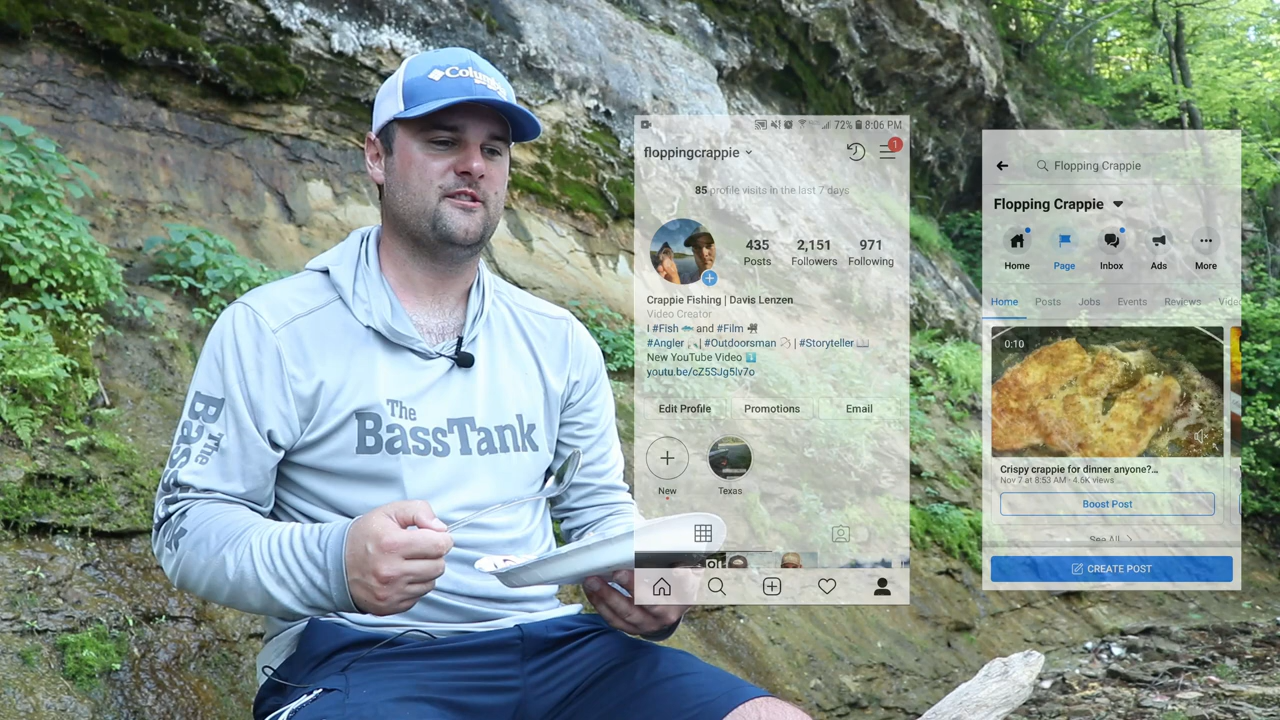 Columbia
The
BassTank
The
Bass
72% 8:06 PM
floppingcrappie
1
85 profile visits in the last 7 days
435 2,151 971
Posts Followers Following
Crappie Fishing | Davis Lenzen
Video Creator
I #Fish and #Film
#Angler | #Outdoorsman | #Storyteller
New YouTube Video
youtu.be/cZ5SJg5lv7o
Edit Profile Promotions Email
New Texas
Flopping Crappie
Flopping Crappie
Home Page Inbox Ads More
Home Posts Jobs Events Reviews
0:10
Crispy crappie for dinner anyone?...
Nov 7 at 8:53 AM · 4.6K views
Boost Post
See All
CREATE POST